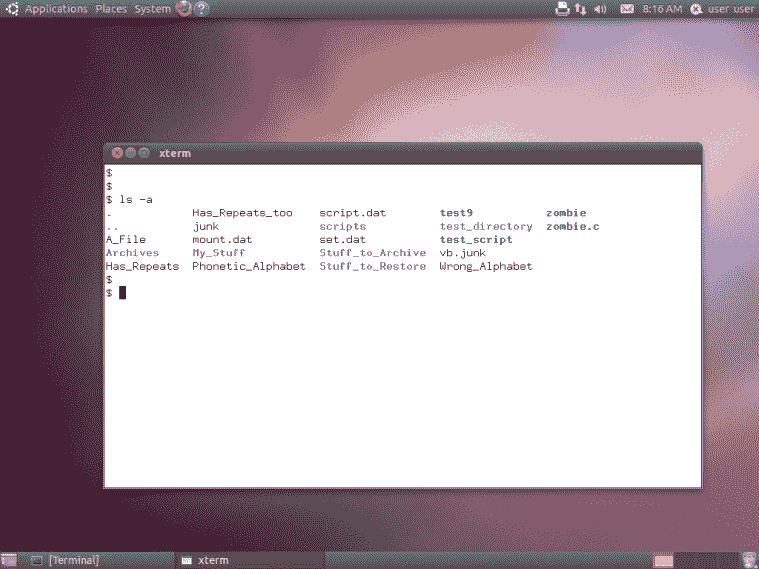 Applications Places System ? 8:16 AM user user
xterm
$
$
$ ls -a
. Has_Repeats_too script.dat test9 zombie
.. junk scripts test_directory zombie.c
A_File mount.dat set.dat test_script
Archives My_Stuff Stuff_to_Archive vb.junk
Has_Repeats Phonetic_Alphabet Stuff_to_Restore Wrong_Alphabet
$
$
[Terminal] xterm